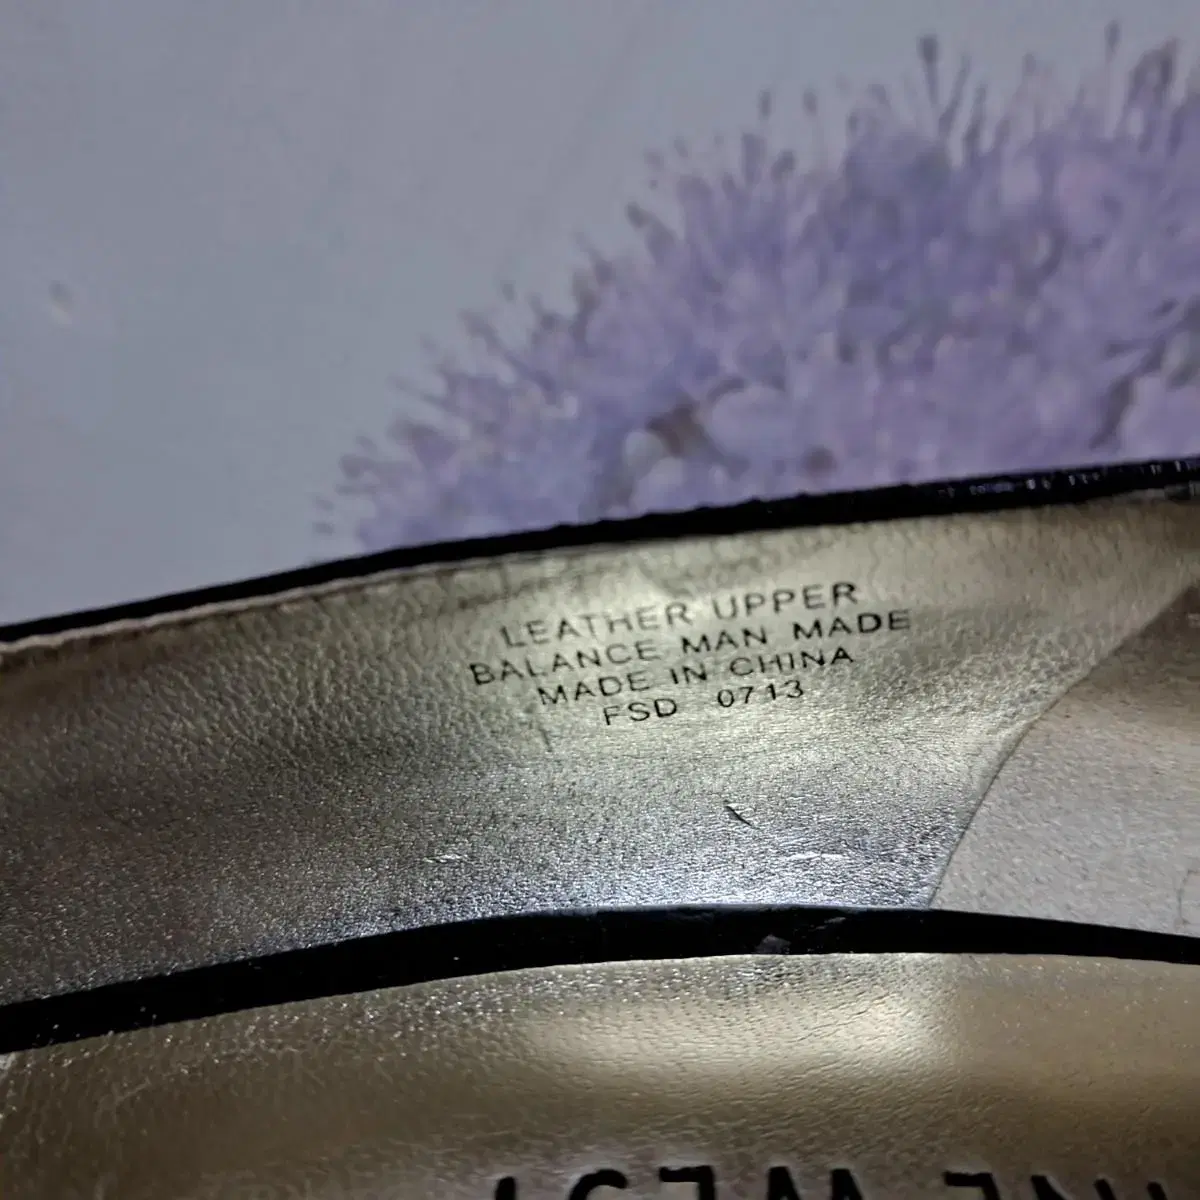 LEATHER UPPER
BALANCE MAN MADE
MADE IN CHINA
FSD 0713